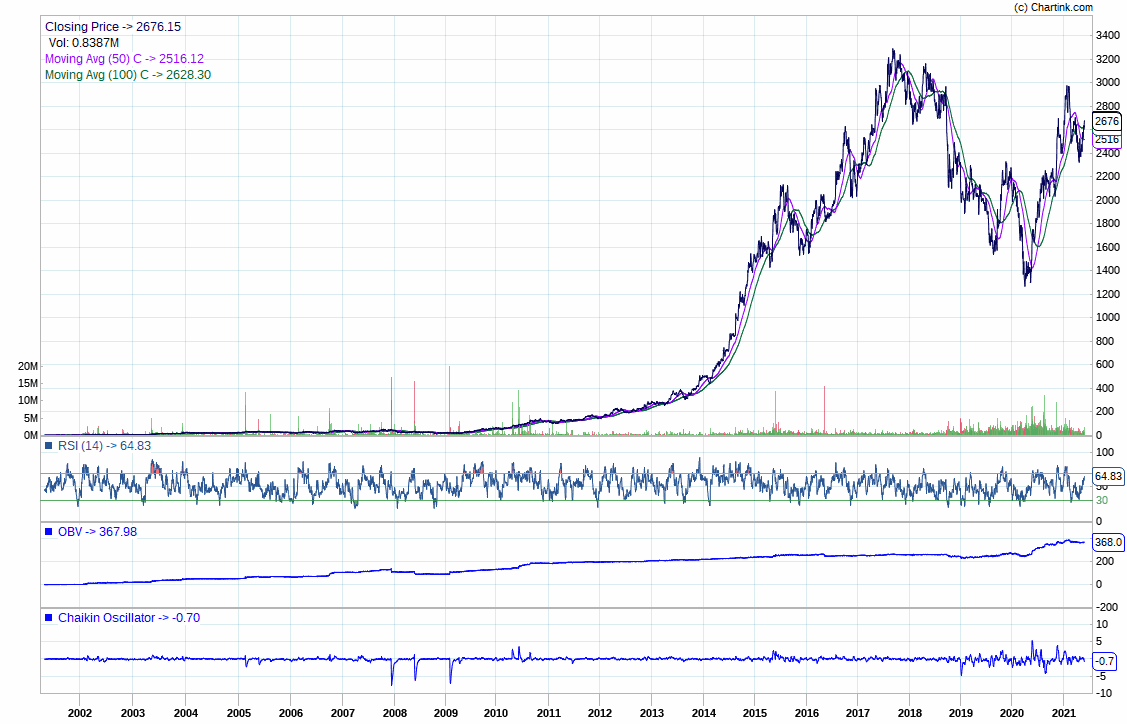 (c) Chartink.com
Closing Price -> 2676.15
Vol: 0.8387M
Moving Avg (50) C -> 2516.12
Moving Avg (100) C -> 2628.30
3400
3200
3000
2800
2676
2516
2400
2200
2000
1800
1600
1400
1200
1000
800
600
400
200
0
20M
15M
10M
5M
0M
RSI (14) -> 64.83
100
64.83
50
30
0
OBV -> 367.98
368.0
200
0
-200
Chaikin Oscillator -> -0.70
10
5
-0.7
-5
-10
2002 2003 2004 2005 2006 2007 2008 2009 2010 2011 2012 2013 2014 2015 2016 2017 2018 2019 2020 2021